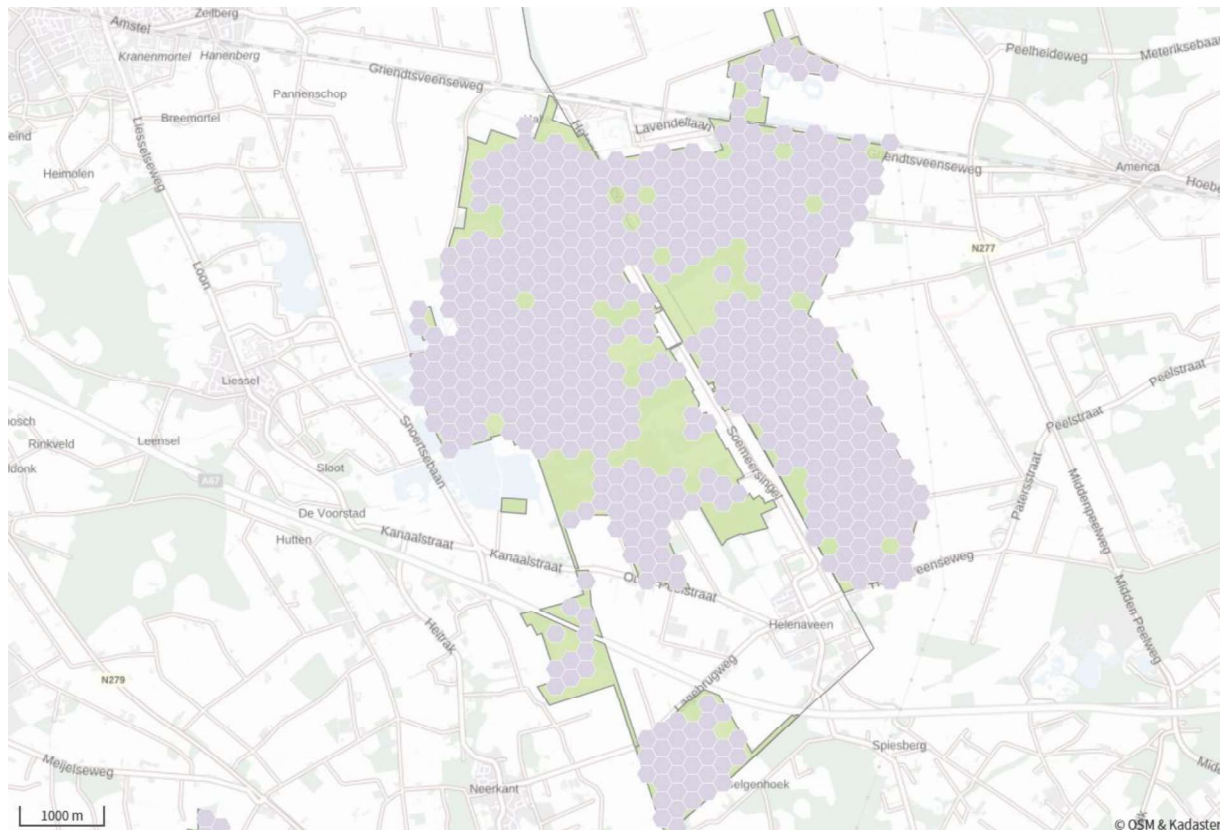 Zeilberg
Amstel
Kranenmortel
Hanenberg
Griendtsveenseweg
Pannenschop
Peelheideweg
Meteriksebaan
Breemortel
Liesselseweg
Lavendellaan
Heimolen
Griendtsveenseweg
America
N277
Loon
Liessel
Peelstraat
Peelstraat
Rinkveld
Leensel
Snoertsebaan
Sloot
Soemeersingel
A67
De Voorstad
Patersstraat
Middenpeelweg
Hutten
Kanaalstraat
Kanaalstraat
Helenaveen
Midden Peelweg
Heitrak
N279
Lagebrugweg
Spiesberg
Meijelseweg
Neerkant
1000 m
© OSM & Kadaster